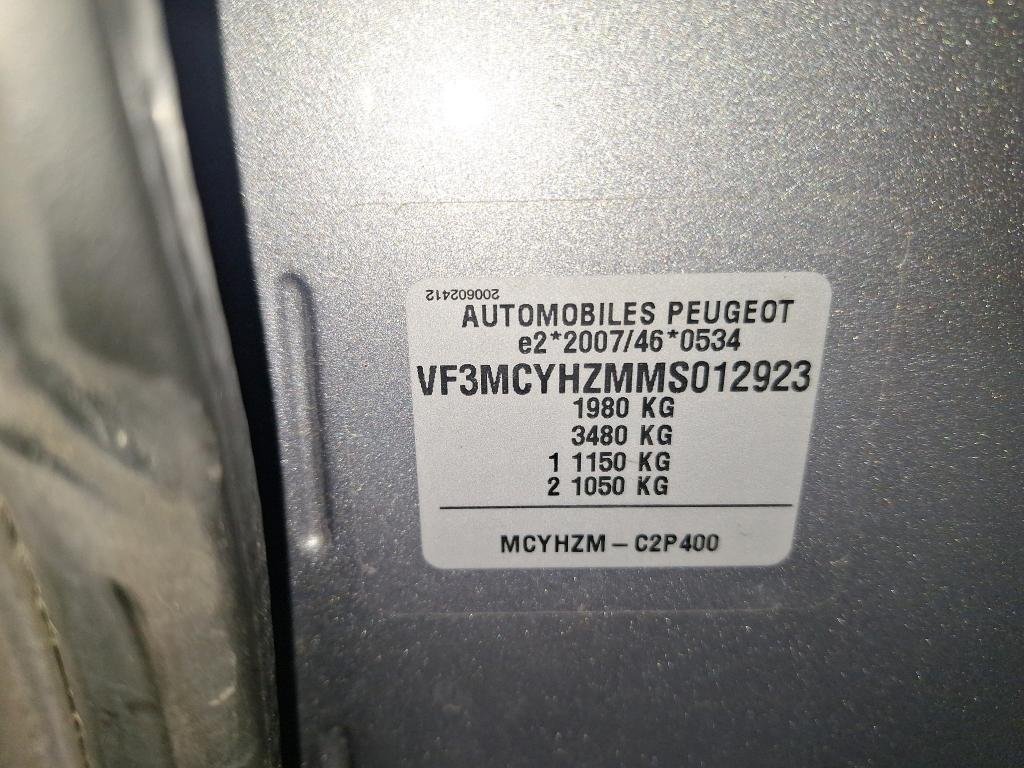 200602412
AUTOMOBILES PEUGEOT
e2*2007/46*0534
VF3MCYHZMMS012923
1980 KG
3480 KG
1 1150 KG
2 1050 KG
MCYHZM – C2P400